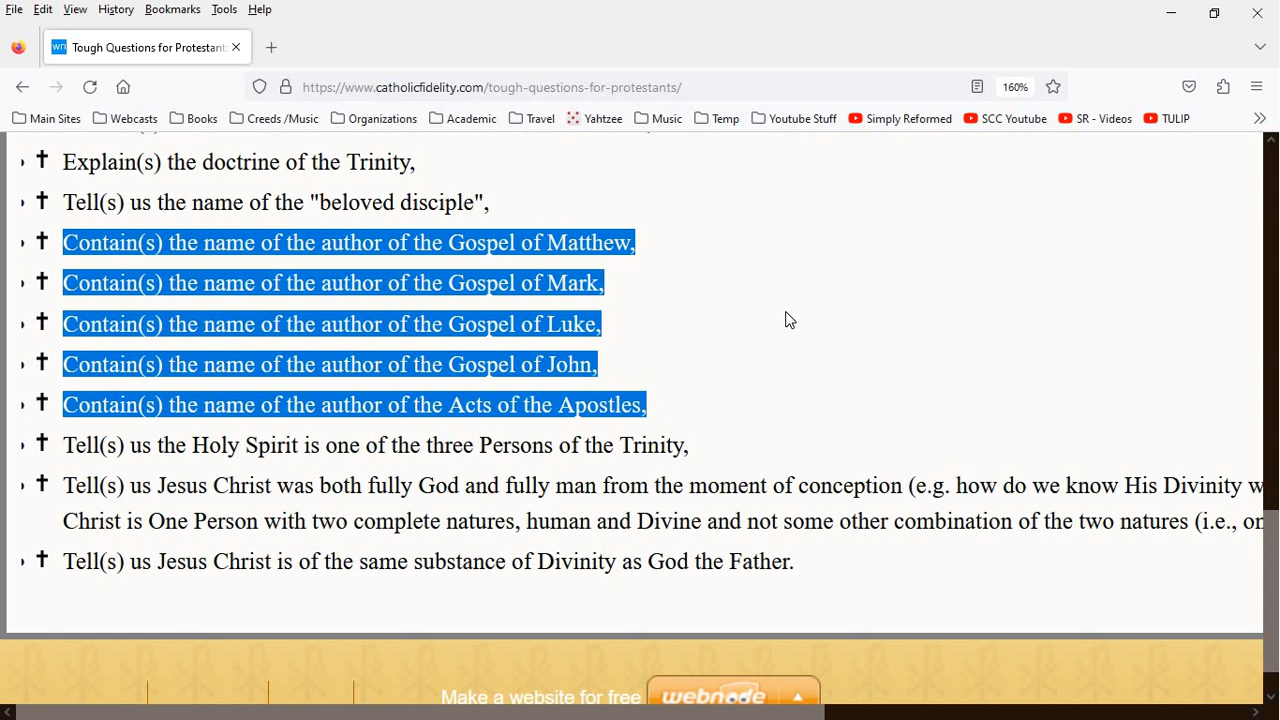 File Edit View History Bookmarks Tools Help
wn Tough Questions for Protestant
https://www.catholicfidelity.com/tough-questions-for-protestants/ 160%
Main Sites Webcasts Books Creeds /Music Organizations Academic Travel Yahtzee Music Temp Youtube Stuff Simply Reformed SCC Youtube SR - Videos TULIP
Explain(s) the doctrine of the Trinity,
Tell(s) us the name of the "beloved disciple",
Contain(s) the name of the author of the Gospel of Matthew,
Contain(s) the name of the author of the Gospel of Mark,
Contain(s) the name of the author of the Gospel of Luke,
Contain(s) the name of the author of the Gospel of John,
Contain(s) the name of the author of the Acts of the Apostles,
Tell(s) us the Holy Spirit is one of the three Persons of the Trinity,
Tell(s) us Jesus Christ was both fully God and fully man from the moment of conception (e.g. how do we know His Divinity w
Christ is One Person with two complete natures, human and Divine and not some other combination of the two natures (i.e., on
Tell(s) us Jesus Christ is of the same substance of Divinity as God the Father.
Make a website for free webnode